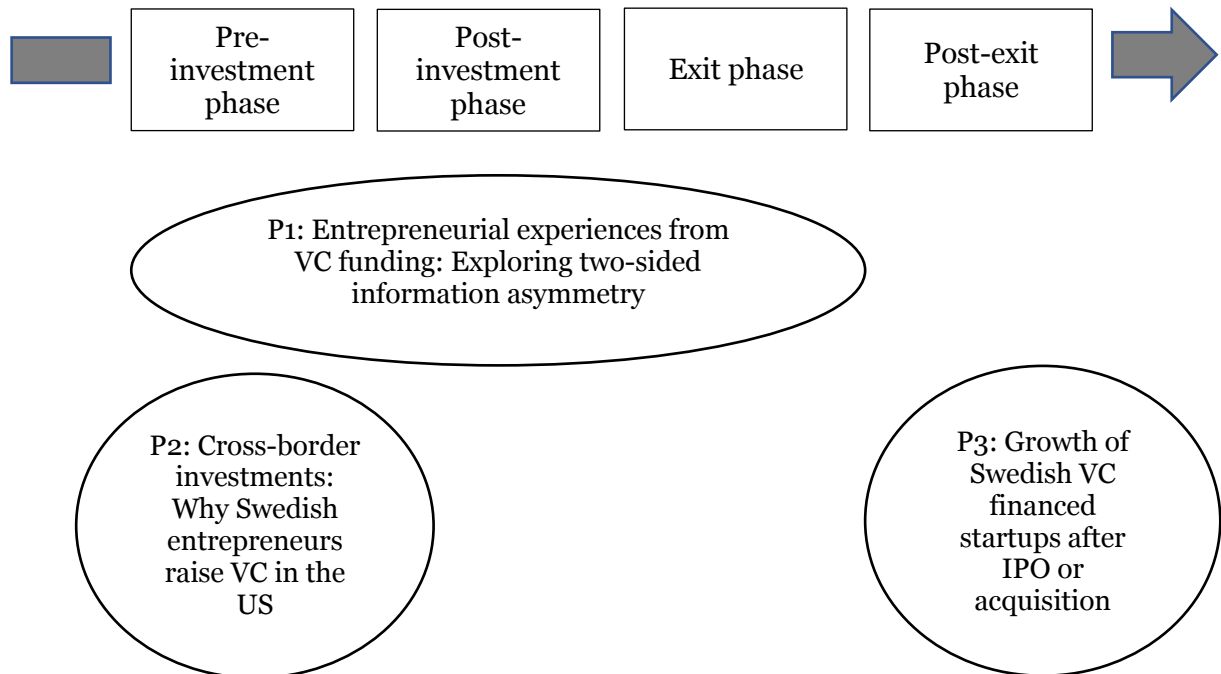 Pre-
investment
phase
Post-
investment
phase
Exit phase
Post-exit
phase
P1: Entrepreneurial experiences from
VC funding: Exploring two-sided
information asymmetry
P2: Cross-border
investments:
Why Swedish
entrepreneurs
raise VC in the
US
P3: Growth of
Swedish VC
financed
startups after
IPO or
acquisition